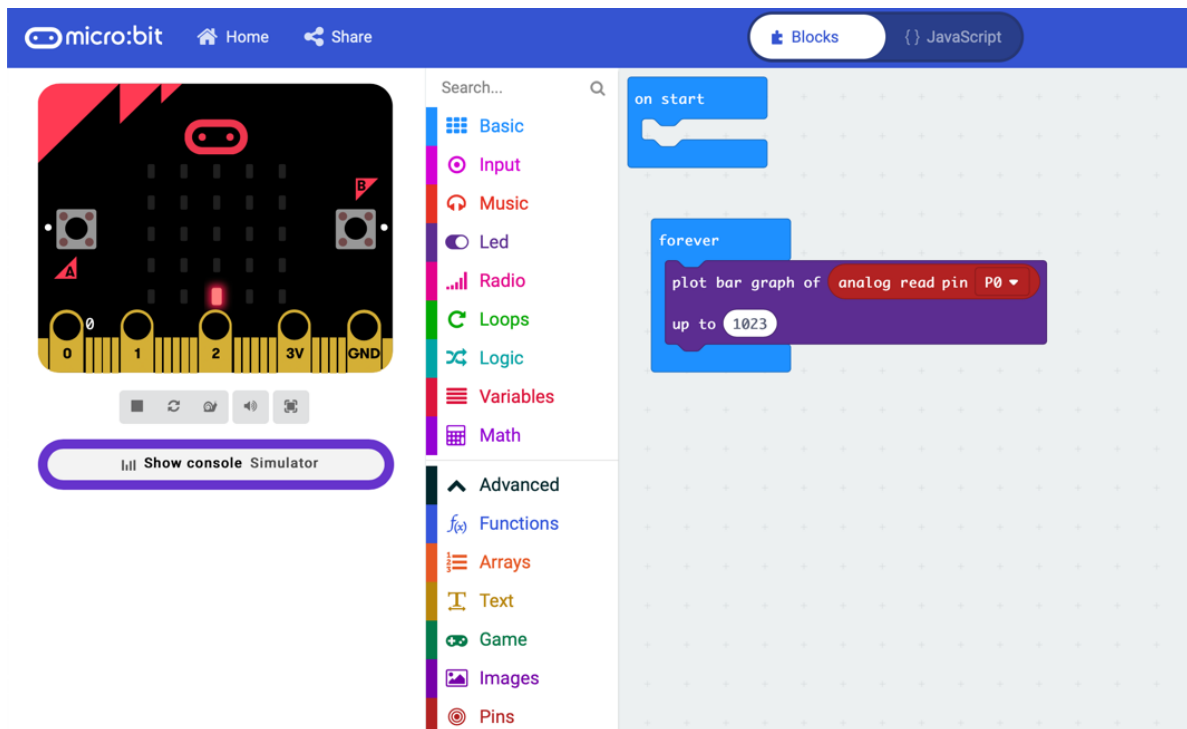 micro:bit Home Share Blocks {} JavaScript
B
A
0
0 1 2 3V GND
Show console Simulator
Search...
Basic
Input
Music
Led
Radio
Loops
Logic
Variables
Math
Advanced
f(x) Functions
Arrays
T Text
Game
Images
Pins
on start
forever
plot bar graph of analog read pin P0
up to 1023